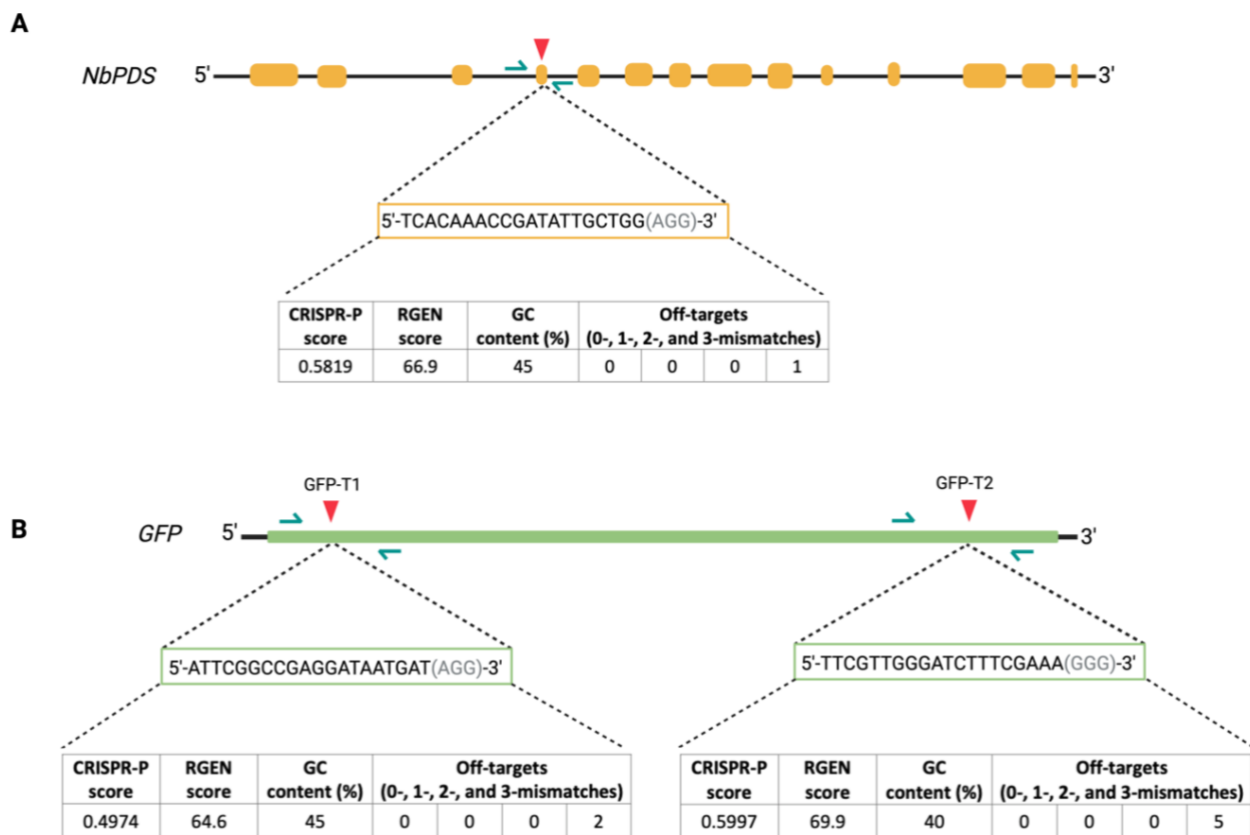 A
NbPDS 5' 3'
5'-TCACAAACCGATATTGCTGG(AGG)-3'
CRISPR-P score RGEN score GC content (%) Off-targets (0-, 1-, 2-, and 3-mismatches)
0.5819 66.9 45 0 0 0 1
B
GFP 5' GFP-T1 GFP-T2 3'
5'-ATTCGGCCGAGGATAATGAT(AGG)-3'
5'-TTCGTTGGGATCTTTCGAAA(GGG)-3'
CRISPR-P score RGEN score GC content (%) Off-targets (0-, 1-, 2-, and 3-mismatches)
0.4974 64.6 45 0 0 0 2
CRISPR-P score RGEN score GC content (%) Off-targets (0-, 1-, 2-, and 3-mismatches)
0.5997 69.9 40 0 0 0 5